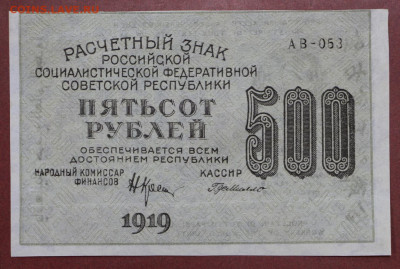 РАСЧЕТНЫЙ ЗНАК
РОССИЙСКОЙ
СОЦИАЛИСТИЧЕСКОЙ ФЕДЕРАТИВНОЙ
СОВЕТСКОЙ РЕСПУБЛИКИ
АВ-053
ПЯТЬСОТ
РУБЛЕЙ
500
ОБЕСПЕЧИВАЕТСЯ ВСЕМ
ДОСТОЯНИЕМ РЕСПУБЛИКИ
НАРОДНЫЙ КОМИССАР
ФИНАНСОВ
КАССИР
1919